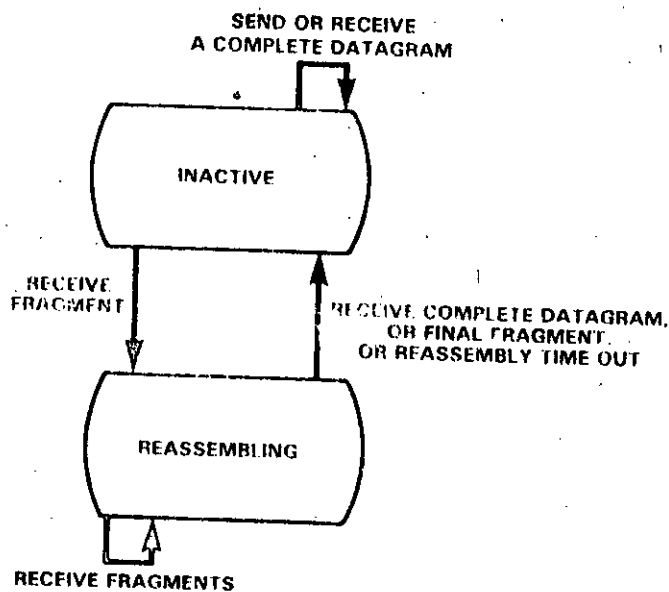 SEND OR RECEIVE
A COMPLETE DATAGRAM
INACTIVE
RECEIVE
FRAGMENT
RECEIVE COMPLETE DATAGRAM,
OR FINAL FRAGMENT,
OR REASSEMBLY TIME OUT
REASSEMBLING
RECEIVE FRAGMENTS